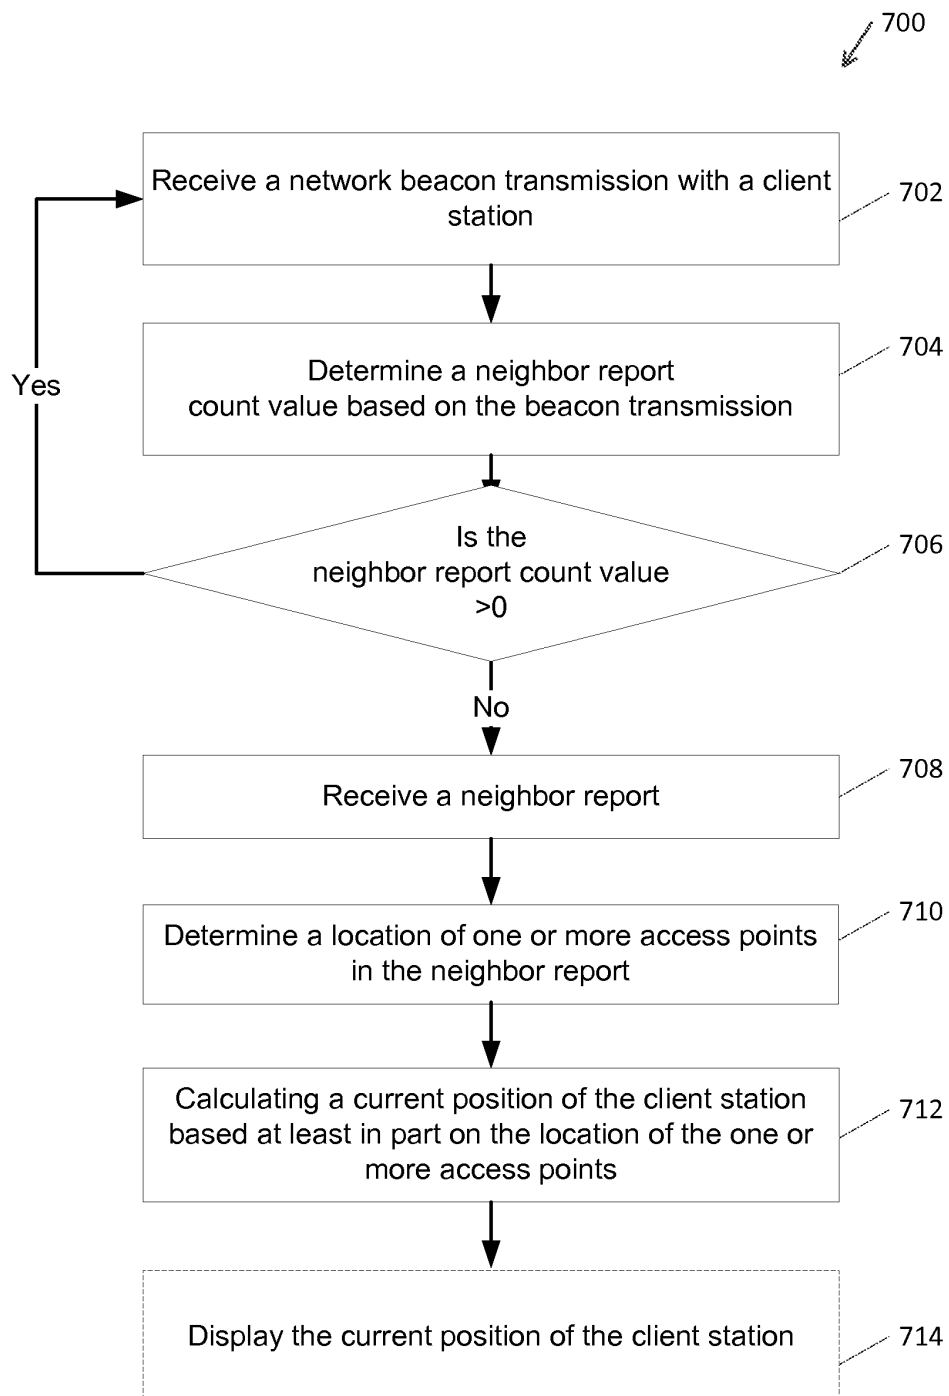 700
Receive a network beacon transmission with a client
station
702
Determine a neighbor report
count value based on the beacon transmission
704
Yes
Is the
neighbor report count value
>0
706
No
Receive a neighbor report
708
Determine a location of one or more access points
in the neighbor report
710
Calculating a current position of the client station
based at least in part on the location of the one or
more access points
712
Display the current position of the client station
714